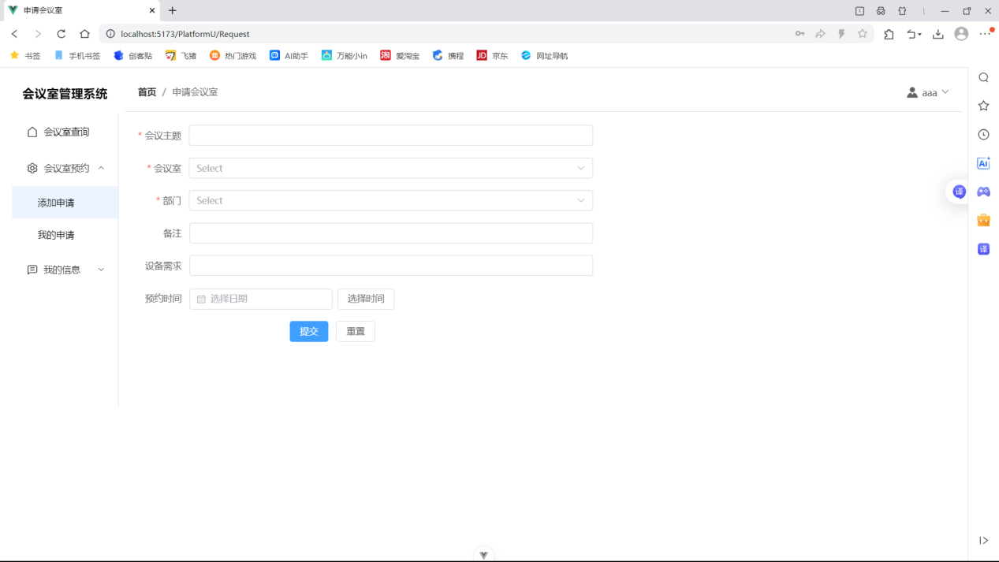 申请会议室
localhost:5173/PlatformU/Request
书签 手机书签 创客贴 飞猪 热门游戏 AI助手 万能小in 爱淘宝 携程 京东 网址导航
会议室管理系统
首页 / 申请会议室
aaa
会议室查询
会议室预约
添加申请
我的申请
我的信息
* 会议主题
* 会议室 Select
* 部门 Select
备注
设备需求
预约时间 选择日期 选择时间
提交 重置
淘
JD
AI
译
译